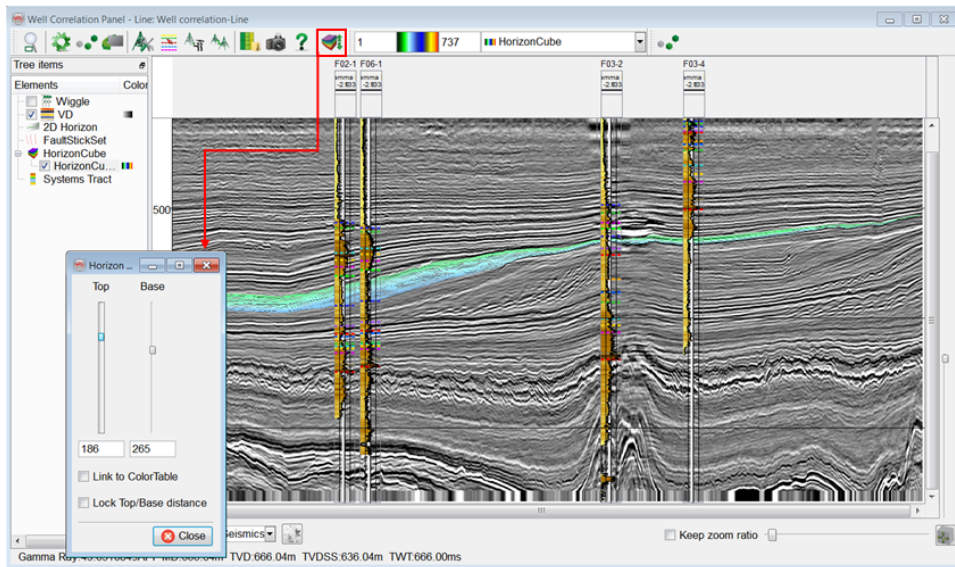 Well Correlation Panel - Line: Well correlation-Line
1
737
HorizonCube
Tree items
Elements
Color
Wiggle
VD
2D Horizon
FaultStickSet
HorizonCube
HorizonCu...
Systems Tract
F02-1
F06-1
F03-2
F03-4
500
Horizon ...
Top
Base
186
265
Link to ColorTable
Lock Top/Base distance
Close
eismics
Keep zoom ratio
Gamma Ray:
TVD:666.04m TVDSS:636.04m TWT:666.00ms